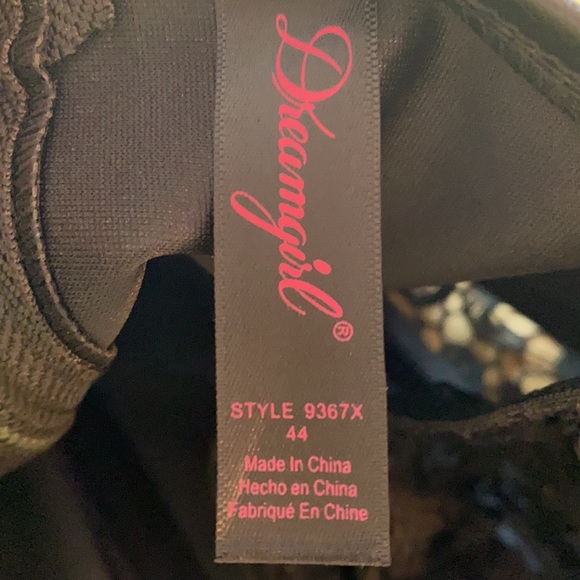 Dreamgirl®
STYLE 9367X
44
Made In China
Hecho en China
Fabriqué En Chine